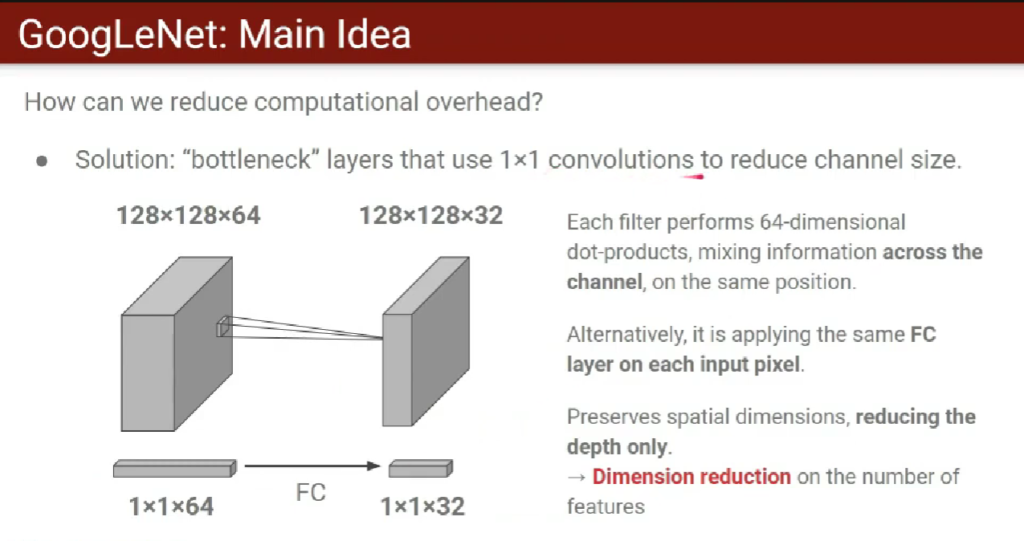 GoogLeNet: Main Idea
How can we reduce computational overhead?
● Solution: “bottleneck” layers that use 1×1 convolutions to reduce channel size.
128×128×64
128×128×32
Each filter performs 64-dimensional
dot-products, mixing information across the
channel, on the same position.
Alternatively, it is applying the same FC
layer on each input pixel.
Preserves spatial dimensions, reducing the
depth only.
→ Dimension reduction on the number of
features
FC
1×1×64
1×1×32